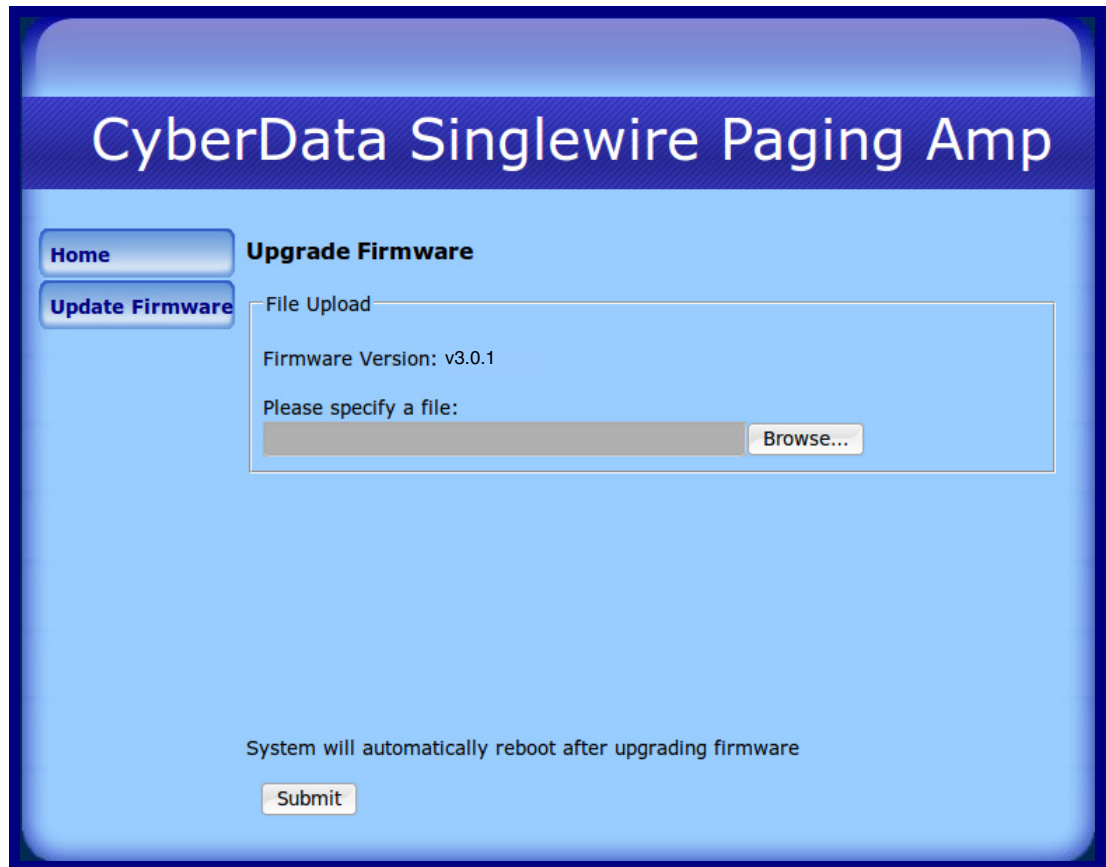 CyberData Singlewire Paging Amp
Home
Update Firmware
Upgrade Firmware
File Upload
Firmware Version: v3.0.1
Please specify a file:
Browse...
System will automatically reboot after upgrading firmware
Submit